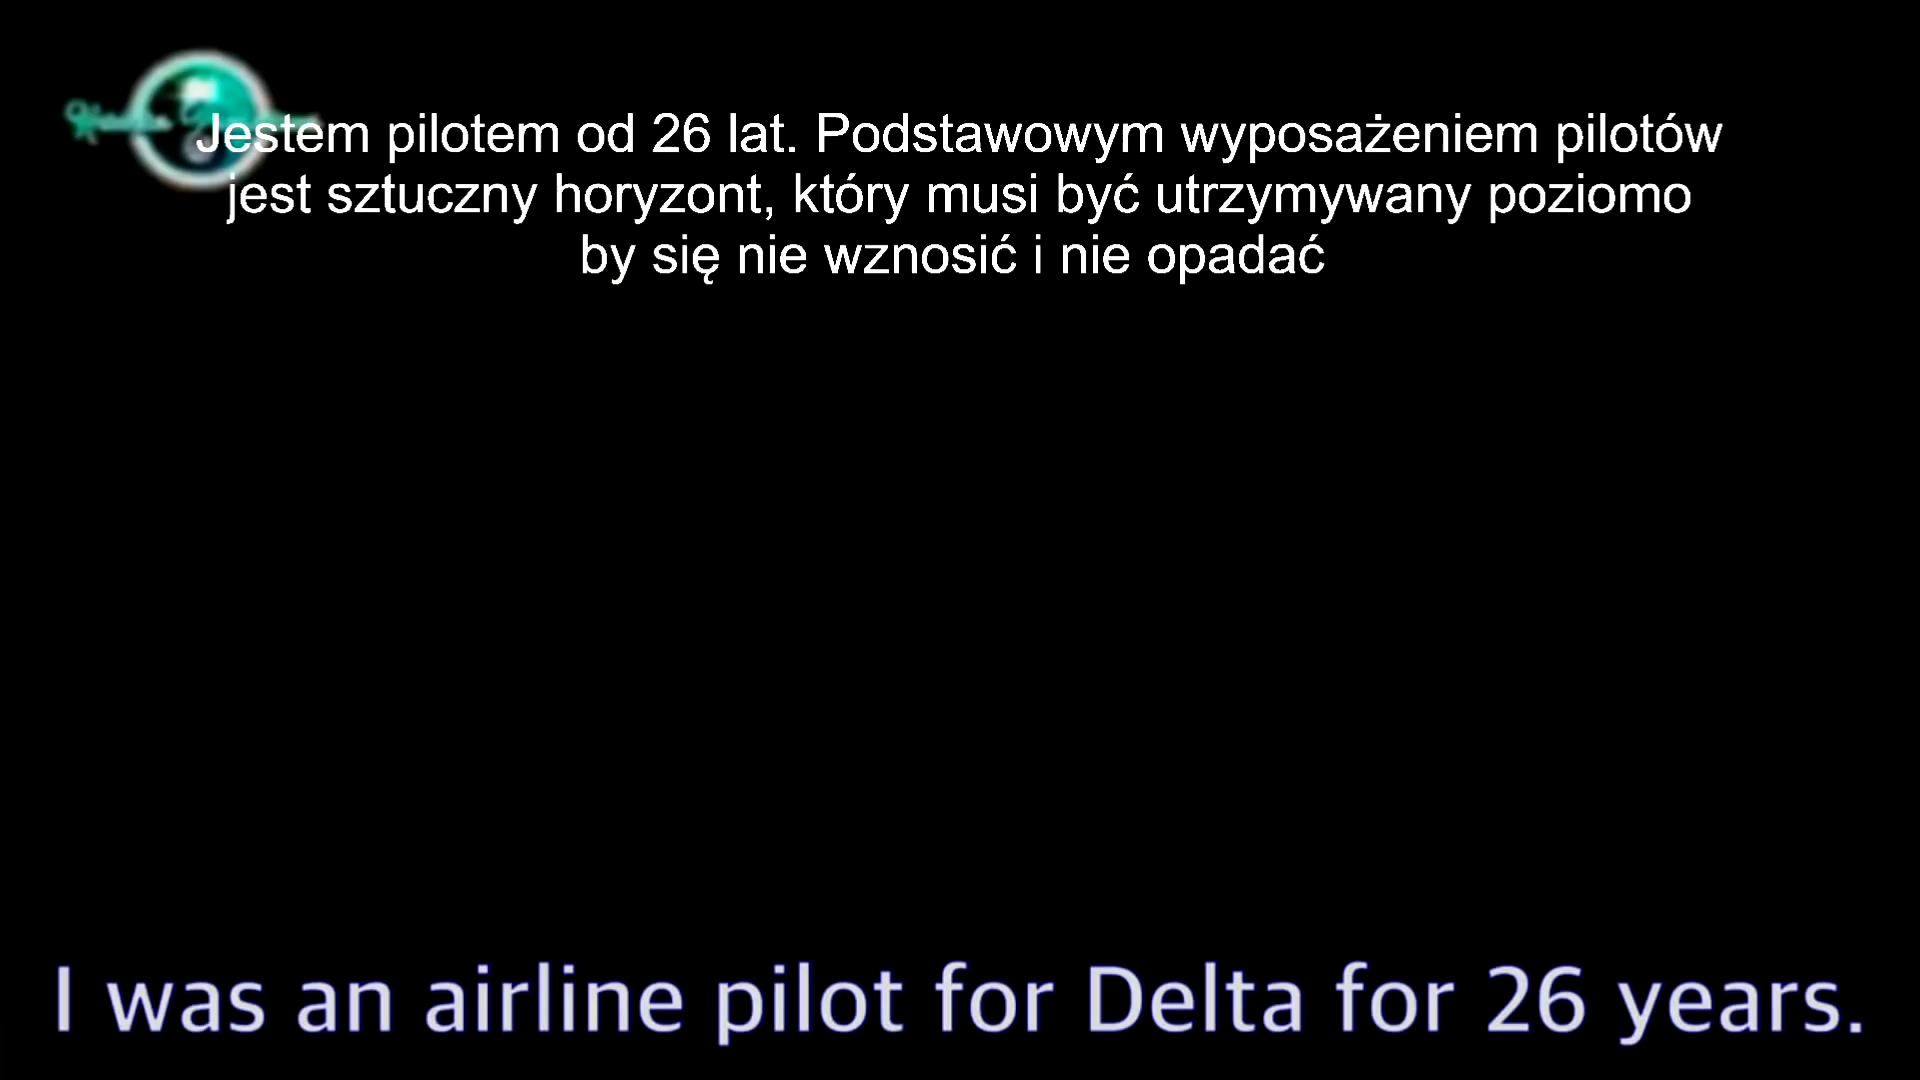 Jestem pilotem od 26 lat. Podstawowym wyposażeniem pilotów
jest sztuczny horyzont, który musi być utrzymywany poziomo
by się nie wznosić i nie opadać
I was an airline pilot for Delta for 26 years.